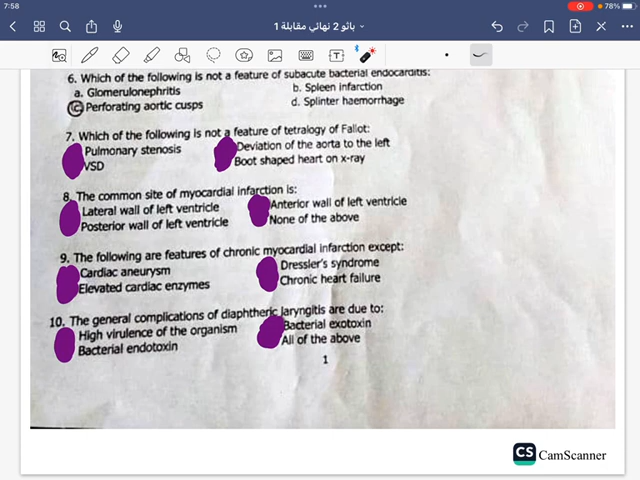 7:58
78%
باثو 2 نهائي مقابلة 1
6. Which of the following is not a feature of subacute bacterial endocarditis:
a. Glomerulonephritis
b. Spleen infarction
C Perforating aortic cusps
d. Splinter haemorrhage
7. Which of the following is not a feature of tetralogy of Fallot:
Pulmonary stenosis
Deviation of the aorta to the left
VSD
Boot shaped heart on x-ray
8. The common site of myocardial infarction is:
Lateral wall of left ventricle
Anterior wall of left ventricle
Posterior wall of left ventricle
None of the above
9. The following are features of chronic myocardial infarction except:
Cardiac aneurysm
Dressler's syndrome
Elevated cardiac enzymes
Chronic heart failure
10. The general complications of diaphtheric laryngitis are due to:
High virulence of the organism
Bacterial exotoxin
Bacterial endotoxin
All of the above
1
CS CamScanner